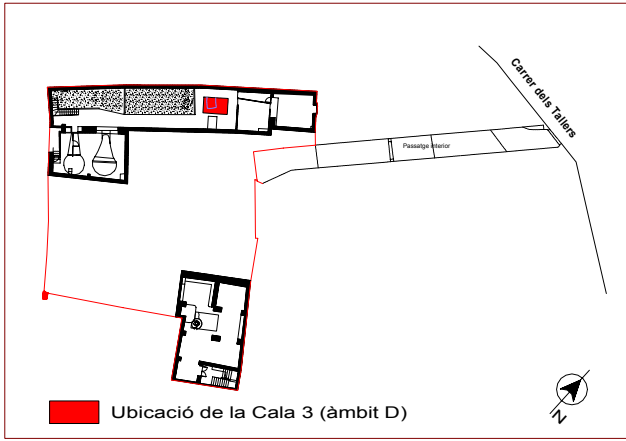 Carrer dels Tallers
Passatge interior
Ubicació de la Cala 3 (àmbit D)
N